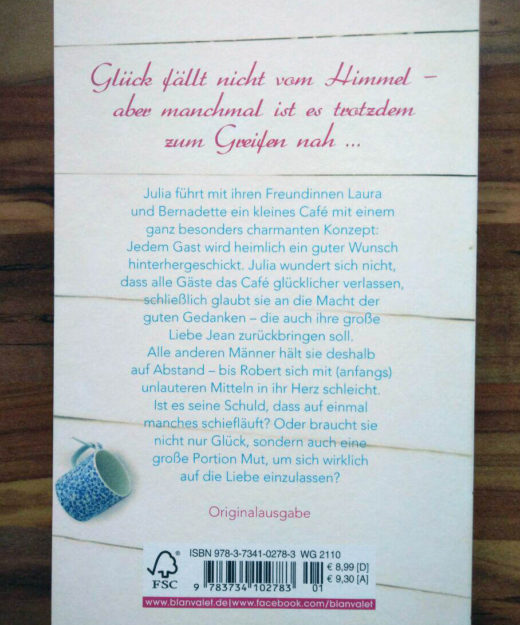 Glück fällt nicht vom Himmel –
aber manchmal ist es trotzdem
zum Greifen nah ...
Julia führt mit ihren Freundinnen Laura
und Bernadette ein kleines Café mit einem
ganz besonders charmanten Konzept:
Jedem Gast wird heimlich ein guter Wunsch
hinterhergeschickt. Julia wundert sich nicht,
dass alle Gäste das Café glücklicher verlassen,
schließlich glaubt sie an die Macht der
guten Gedanken – die auch ihre große
Liebe Jean zurückbringen soll.
Alle anderen Männer hält sie deshalb
auf Abstand – bis Robert sich mit (anfangs)
unlauteren Mitteln in ihr Herz schleicht.
Ist es seine Schuld, dass auf einmal
manches schiefläuft? Oder braucht sie
nicht nur Glück, sondern auch eine
große Portion Mut, um sich wirklich
auf die Liebe einzulassen?
Originalausgabe
ISBN 978-3-7341-0278-3 WG 2110
€ 8,99 [D]
€ 9,30 [A]
FSC
9 783734 102783 01
www.blanvalet.de|www.facebook.com/blanvalet